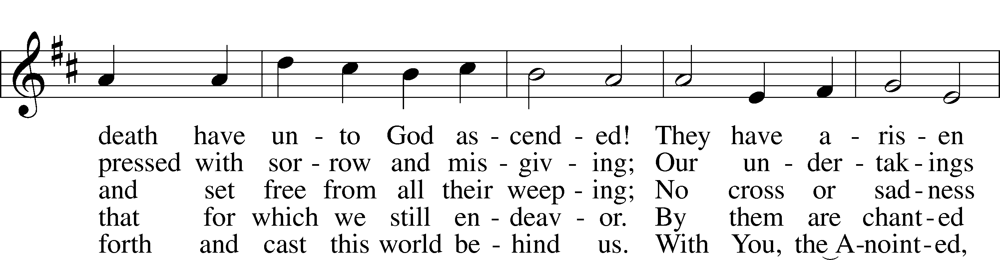 death have un - to God as - cend - ed! They have a - ris - en
pressed with sor - row and mis - giv - ing; Our un - der - tak - ings
and set free from all their weep - ing; No cross or sad - ness
that for which we still en - deav - or. By them are chant - ed
forth and cast this world be - hind us. With You, the‿A - noint - ed,